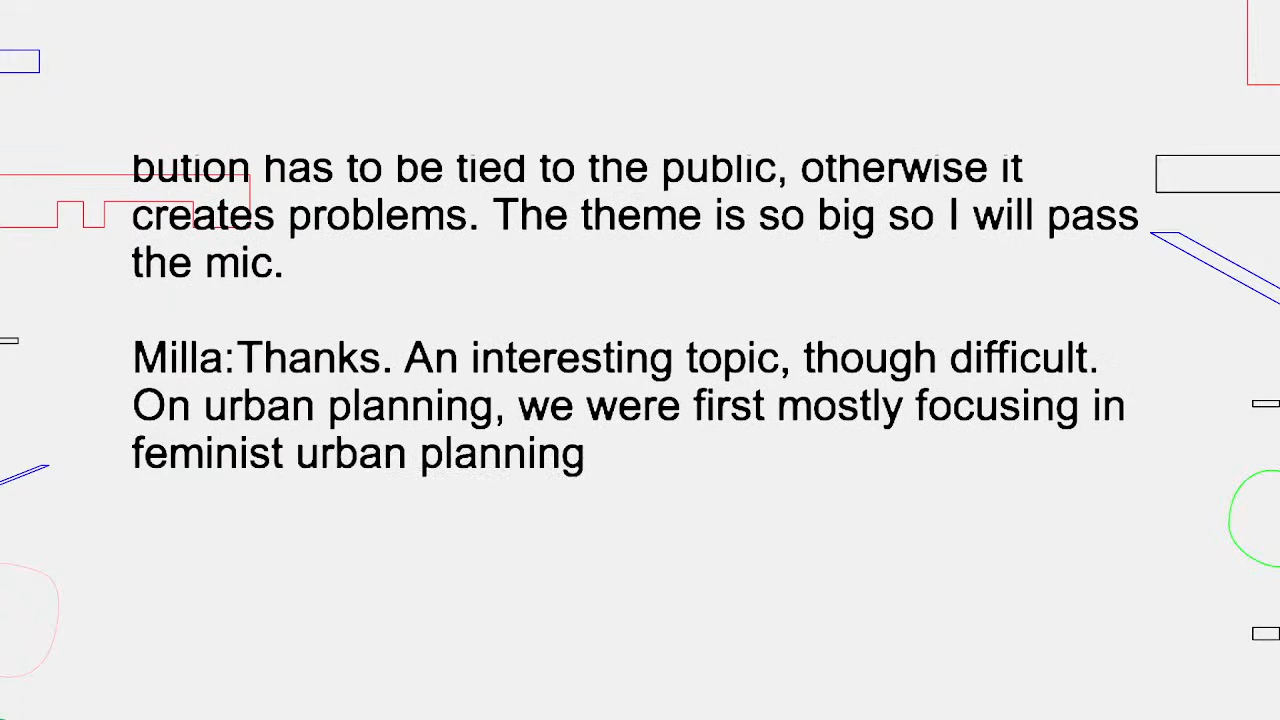 bution has to be tied to the public, otherwise it
creates problems. The theme is so big so I will pass
the mic.
Milla:Thanks. An interesting topic, though difficult.
On urban planning, we were first mostly focusing in
feminist urban planning